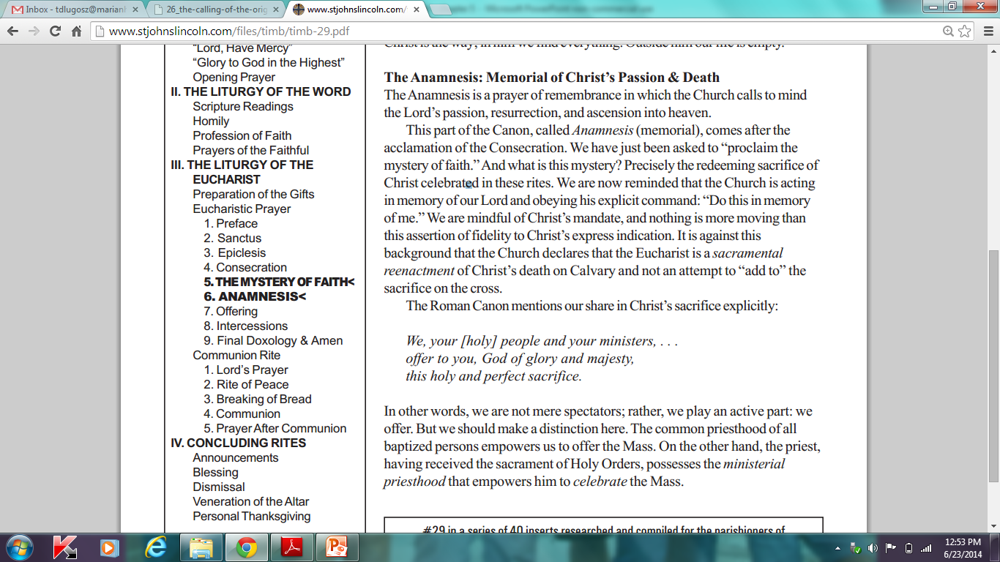 Inbox - tdlugosz@marianh
26_the-calling-of-the-orig
www.stjohnslincoln.com/
www.stjohnslincoln.com/files/timb/timb-29.pdf
"Lord, Have Mercy"
"Glory to God in the Highest"
Opening Prayer
II. THE LITURGY OF THE WORD
Scripture Readings
Homily
Profession of Faith
Prayers of the Faithful
III. THE LITURGY OF THE
EUCHARIST
Preparation of the Gifts
Eucharistic Prayer
1. Preface
2. Sanctus
3. Epiclesis
4. Consecration
5. THE MYSTERY OF FAITH<
6. ANAMNESIS<
7. Offering
8. Intercessions
9. Final Doxology & Amen
Communion Rite
1. Lord's Prayer
2. Rite of Peace
3. Breaking of Bread
4. Communion
5. Prayer After Communion
IV. CONCLUDING RITES
Announcements
Blessing
Dismissal
Veneration of the Altar
Personal Thanksgiving
Christ is the way; in him we find everything. Outside him our life is empty.
The Anamnesis: Memorial of Christ's Passion & Death
The Anamnesis is a prayer of remembrance in which the Church calls to mind
the Lord's passion, resurrection, and ascension into heaven.
This part of the Canon, called Anamnesis (memorial), comes after the
acclamation of the Consecration. We have just been asked to "proclaim the
mystery of faith." And what is this mystery? Precisely the redeeming sacrifice of
Christ celebrated in these rites. We are now reminded that the Church is acting
in memory of our Lord and obeying his explicit command: "Do this in memory
of me." We are mindful of Christ's mandate, and nothing is more moving than
this assertion of fidelity to Christ's express indication. It is against this
background that the Church declares that the Eucharist is a sacramental
reenactment of Christ's death on Calvary and not an attempt to "add to" the
sacrifice on the cross.
The Roman Canon mentions our share in Christ's sacrifice explicitly:
We, your [holy] people and your ministers, . . .
offer to you, God of glory and majesty,
this holy and perfect sacrifice.
In other words, we are not mere spectators; rather, we play an active part: we
offer. But we should make a distinction here. The common priesthood of all
baptized persons empowers us to offer the Mass. On the other hand, the priest,
having received the sacrament of Holy Orders, possesses the ministerial
priesthood that empowers him to celebrate the Mass.
#29 in a series of 40 inserts researched and compiled for the parishioners of
12:53 PM
6/23/2014